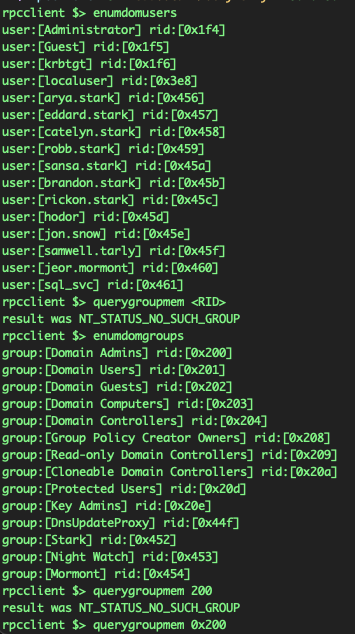 rpcclient $> enumdomusers
user:[Administrator] rid:[0x1f4]
user:[Guest] rid:[0x1f5]
user:[krbtgt] rid:[0x1f6]
user:[localuser] rid:[0x3e8]
user:[arya.stark] rid:[0x456]
user:[eddard.stark] rid:[0x457]
user:[catelyn.stark] rid:[0x458]
user:[robb.stark] rid:[0x459]
user:[sansa.stark] rid:[0x45a]
user:[brandon.stark] rid:[0x45b]
user:[rickon.stark] rid:[0x45c]
user:[hodor] rid:[0x45d]
user:[jon.snow] rid:[0x45e]
user:[samwell.tarly] rid:[0x45f]
user:[jeor.mormont] rid:[0x460]
user:[sql_svc] rid:[0x461]
rpcclient $> querygroupmem <RID>
result was NT_STATUS_NO_SUCH_GROUP
rpcclient $> enumdomgroups
group:[Domain Admins] rid:[0x200]
group:[Domain Users] rid:[0x201]
group:[Domain Guests] rid:[0x202]
group:[Domain Computers] rid:[0x203]
group:[Domain Controllers] rid:[0x204]
group:[Group Policy Creator Owners] rid:[0x208]
group:[Read-only Domain Controllers] rid:[0x209]
group:[Cloneable Domain Controllers] rid:[0x20a]
group:[Protected Users] rid:[0x20d]
group:[Key Admins] rid:[0x20e]
group:[DnsUpdateProxy] rid:[0x44f]
group:[Stark] rid:[0x452]
group:[Night Watch] rid:[0x453]
group:[Mormont] rid:[0x454]
rpcclient $> querygroupmem 200
result was NT_STATUS_NO_SUCH_GROUP
rpcclient $> querygroupmem 0x200